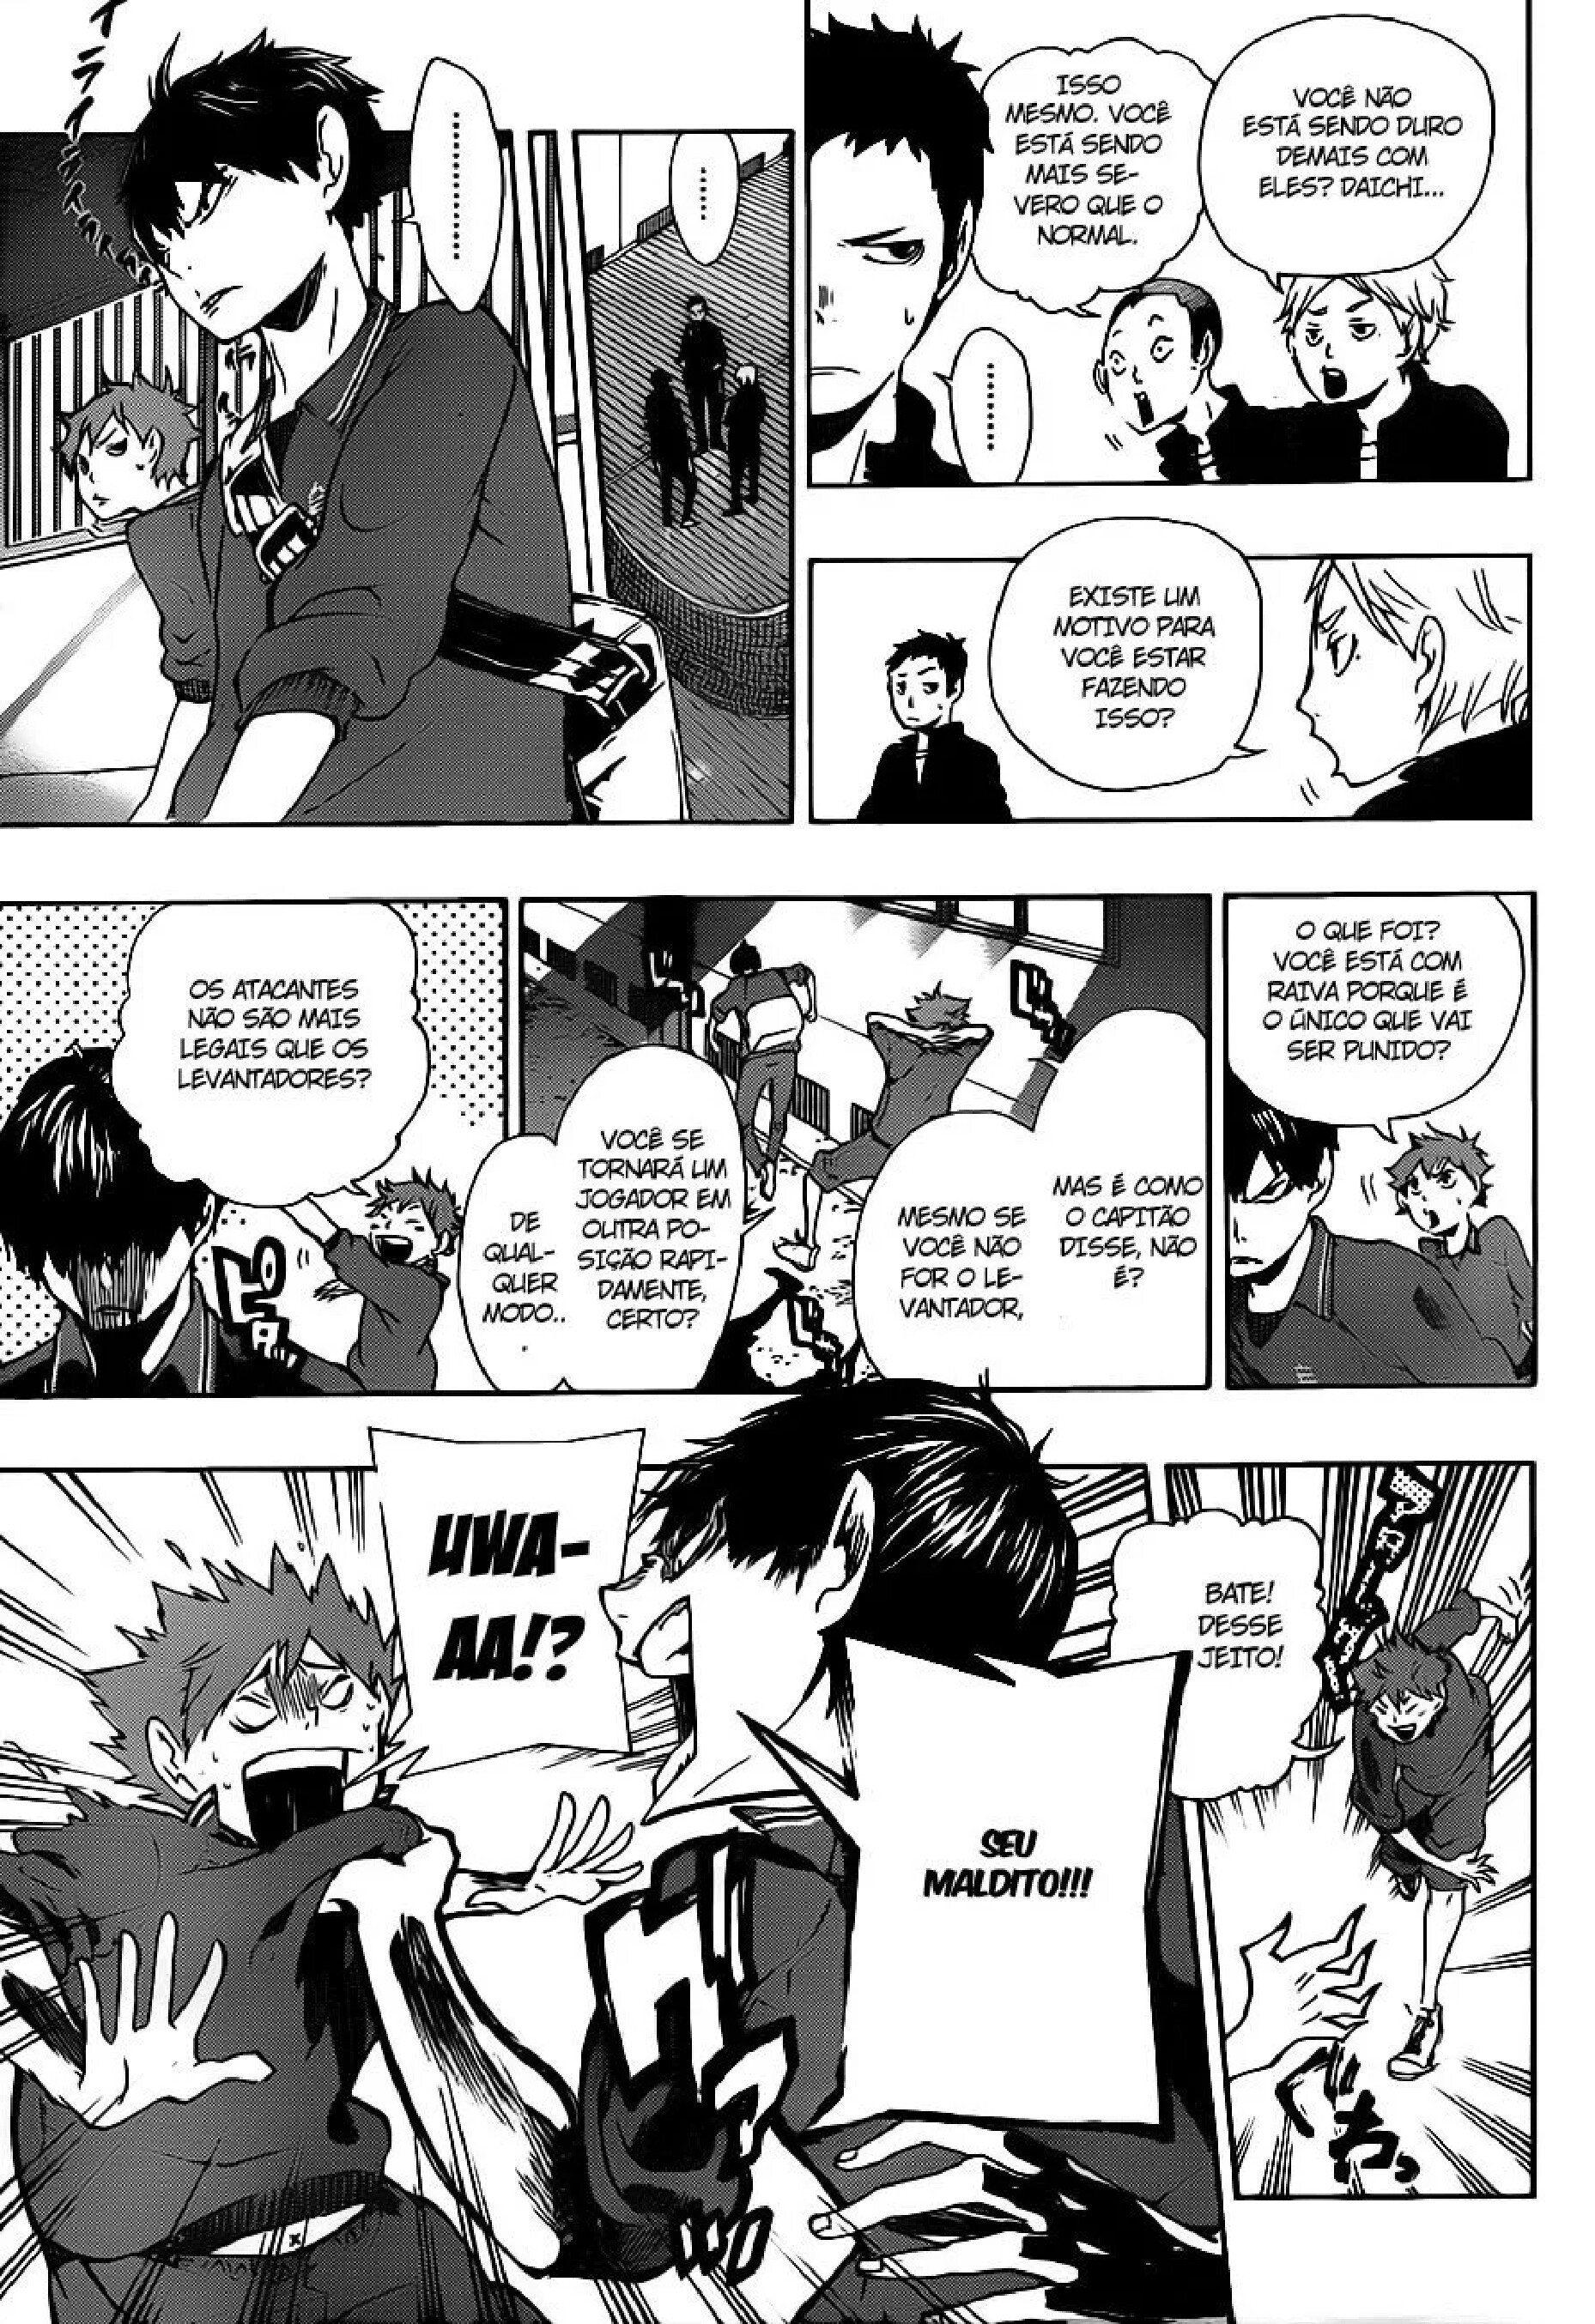 VOCÊ NÃO
ESTÁ SENDO DURO
DEMAIS COM
ELES? DAICHI...
ISSO
MESMO. VOCÊ
ESTÁ SENDO
MAIS SE-
VERO QUE O
NORMAL.
.........
EXISTE UM
MOTIVO PARA
VOCÊ ESTAR
FAZENDO
ISSO?
......
..............
O QUE FOI?
VOCÊ ESTÁ COM
RAIVA PORQUE É
O ÚNICO QUE VAI
SER PUNIDO?
MAS É COMO
O CAPITÃO
DISSE, NÃO
É?
MESMO SE
VOCÊ NÃO
FOR O LE-
VANTADOR,
VOCÊ SE
TORNARÁ UM
JOGADOR EM
OUTRA PO-
SIÇÃO RAPI-
DAMENTE,
CERTO?
DE
QUAL-
QUER
MODO..
OS ATACANTES
NÃO SÃO MAIS
LEGAIS QUE OS
LEVANTADORES?
BATE!
DESSE
JEITO!
SEU
MALDITO!!!
UWA-
AA!?